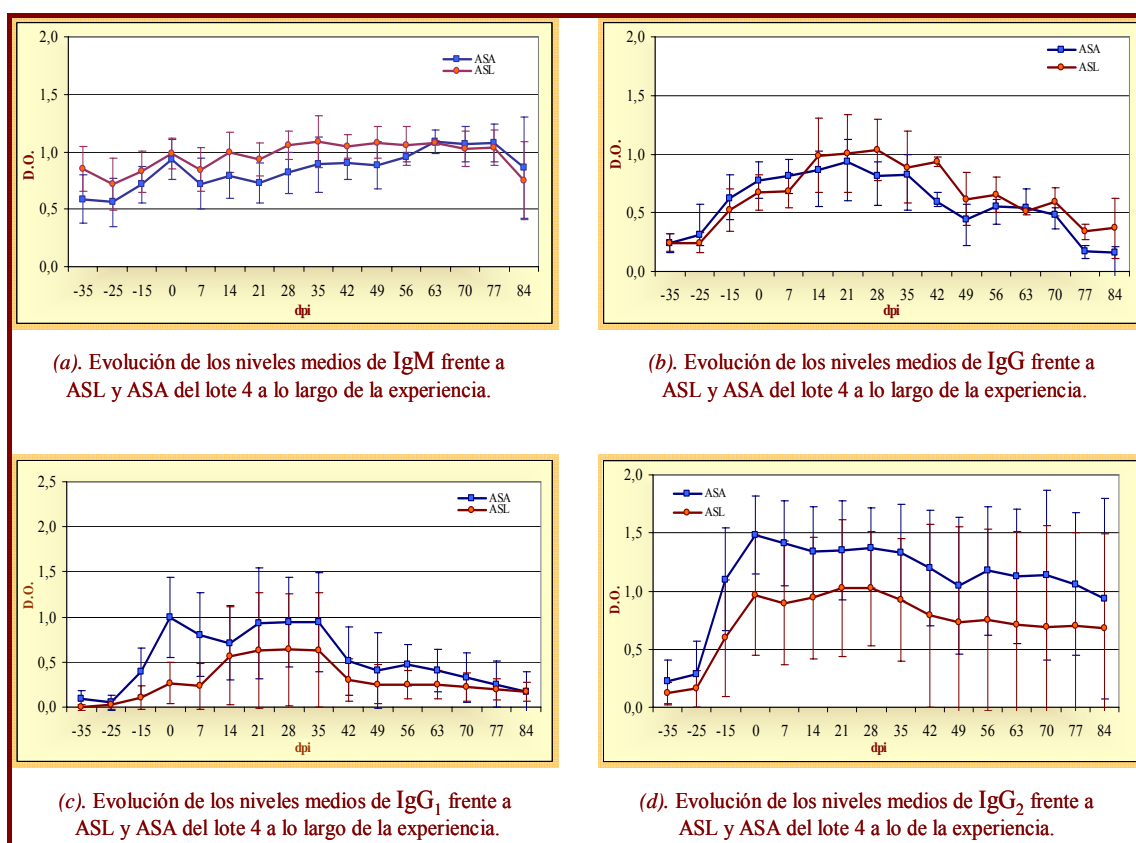 2,0
1,5
1,0
0,5
0,0
D.O.
ASA
ASL
-35 -25 -15 0 7 14 21 28 35 42 49 56 63 70 77 84
dpi
(a). Evolución de los niveles medios de IgM frente a
ASL y ASA del lote 4 a lo largo de la experiencia.
2,0
1,5
1,0
0,5
0,0
D.O.
ASA
ASL
-35 -25 -15 0 7 14 21 28 35 42 49 56 63 70 77 84
dpi
(b). Evolución de los niveles medios de IgG frente a
ASL y ASA del lote 4 a lo largo de la experiencia.
2,5
2,0
1,5
1,0
0,5
0,0
D.O.
ASA
ASL
-35 -25 -15 0 7 14 21 28 35 42 49 56 63 70 77 84
dpi
(c). Evolución de los niveles medios de IgG1 frente a
ASL y ASA del lote 4 a lo largo de la experiencia.
2,0
1,5
1,0
0,5
0,0
D.O.
ASA
ASL
-35 -25 -15 0 7 14 21 28 35 42 49 56 63 70 77 84
dpi
(d). Evolución de los niveles medios de IgG2 frente a
ASL y ASA del lote 4 a lo de la experiencia.